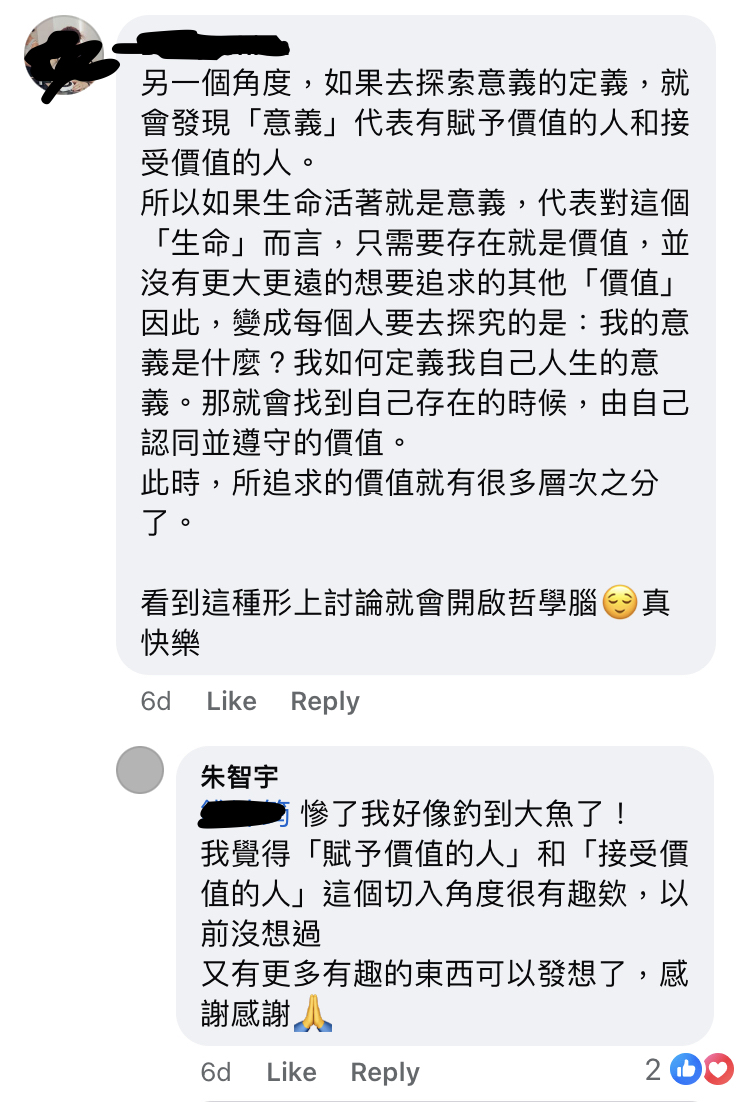 另一個角度，如果去探索意義的定義，就
會發現「意義」代表有賦予價值的人和接
受價值的人。
所以如果生命活著就是意義，代表對這個
「生命」而言，只需要存在就是價值，並
沒有更大更遠的想要追求的其他「價值」
因此，變成每個人要去探究的是：我的意
義是什麼？我如何定義我自己人生的意
義。那就會找到自己存在的時候，由自己
認同並遵守的價值。
此時，所追求的價值就有很多層次之分
了。
看到這種形上討論就會開啟哲學腦😌真
快樂
6d Like Reply
朱智宇
慘了我好像釣到大魚了！
我覺得「賦予價值的人」和「接受價
值的人」這個切入角度很有趣欸，以
前沒想過
又有更多有趣的東西可以發想了，感
謝感謝🙏
6d Like Reply 2